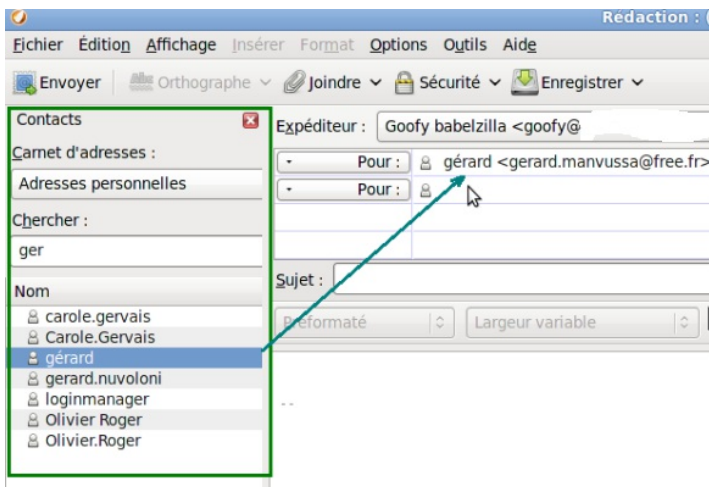 Rédaction : (
Fichier Édition Affichage Insérer Format Options Outils Aide
Envoyer Orthographe Joindre Sécurité Enregistrer
Contacts
Carnet d'adresses :
Adresses personnelles
Chercher :
ger
Nom
carole.gervais
Carole.Gervais
gérard
gerard.nuvoloni
loginmanager
Olivier Roger
Olivier.Roger
Expéditeur : Goofy babelzilla <goofy@
Pour : gérard <gerard.manvussa@free.fr>
Pour :
Sujet :
Préformaté Largeur variable
--